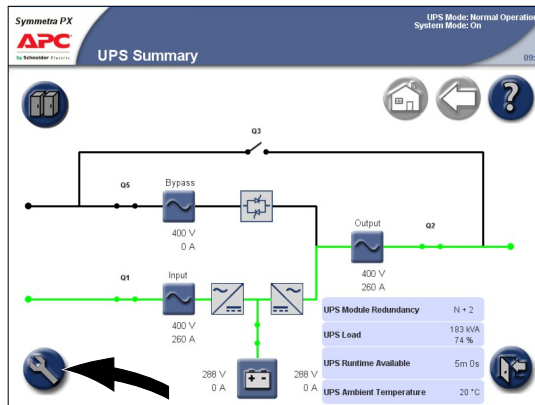 Symmetra PX
APC
by Schneider Electric
UPS Summary
UPS Mode: Normal Operation
System Mode: On
09:
?
Q3
Q5
Bypass
400 V
0 A
Output
Q2
400 V
260 A
Q1
Input
400 V
260 A
288 V
0 A
288 V
0 A
UPS Module Redundancy N + 2
UPS Load 183 kVA
74 %
UPS Runtime Available 5m 0s
UPS Ambient Temperature 20 °C